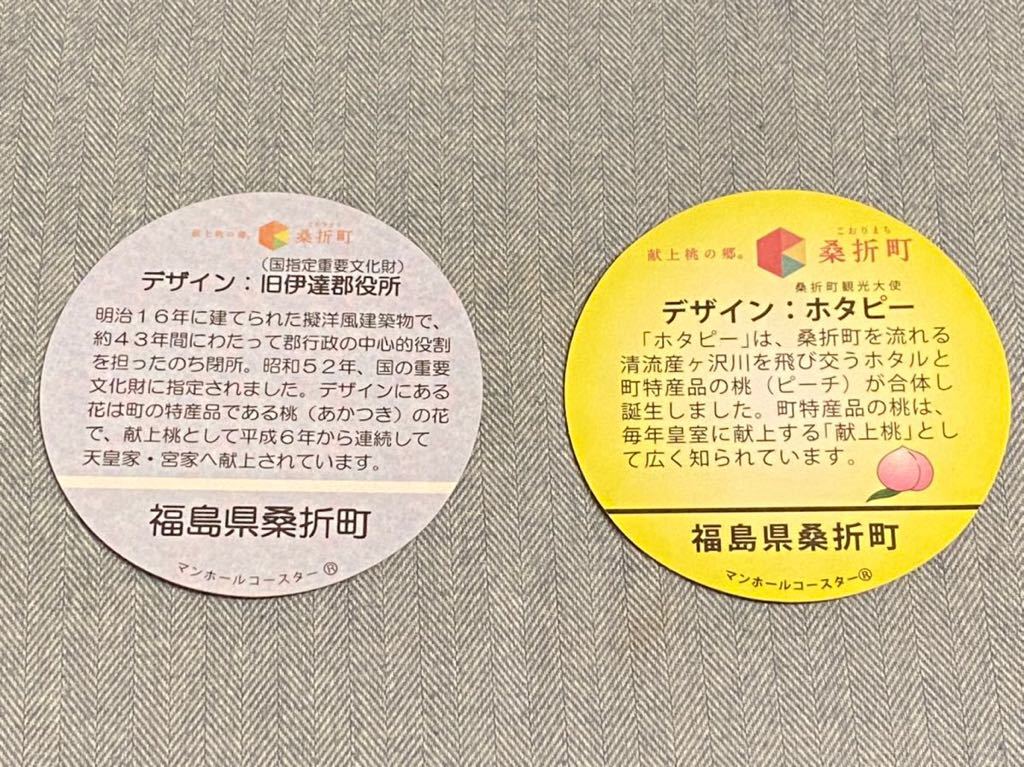 献上桃の郷。
こおりまち
桑折町
(国指定重要文化財)
デザイン：旧伊達郡役所
明治16年に建てられた擬洋風建築物で、
約43年間にわたって郡行政の中心的役割
を担ったのち閉所。昭和52年、国の重要
文化財に指定されました。デザインにある
花は町の特産品である桃（あかつき）の花
で、献上桃として平成6年から連続して
天皇家・宮家へ献上されています。
福島県桑折町
マンホールコースター®
献上桃の郷。
こおりまち
桑折町
桑折町観光大使
デザイン：ホタピー
「ホタピー」は、桑折町を流れる
清流産ヶ沢川を飛び交うホタルと
町特産品の桃（ピーチ）が合体し
誕生しました。町特産品の桃は、
毎年皇室に献上する「献上桃」とし
て広く知られています。
福島県桑折町
マンホールコースター®